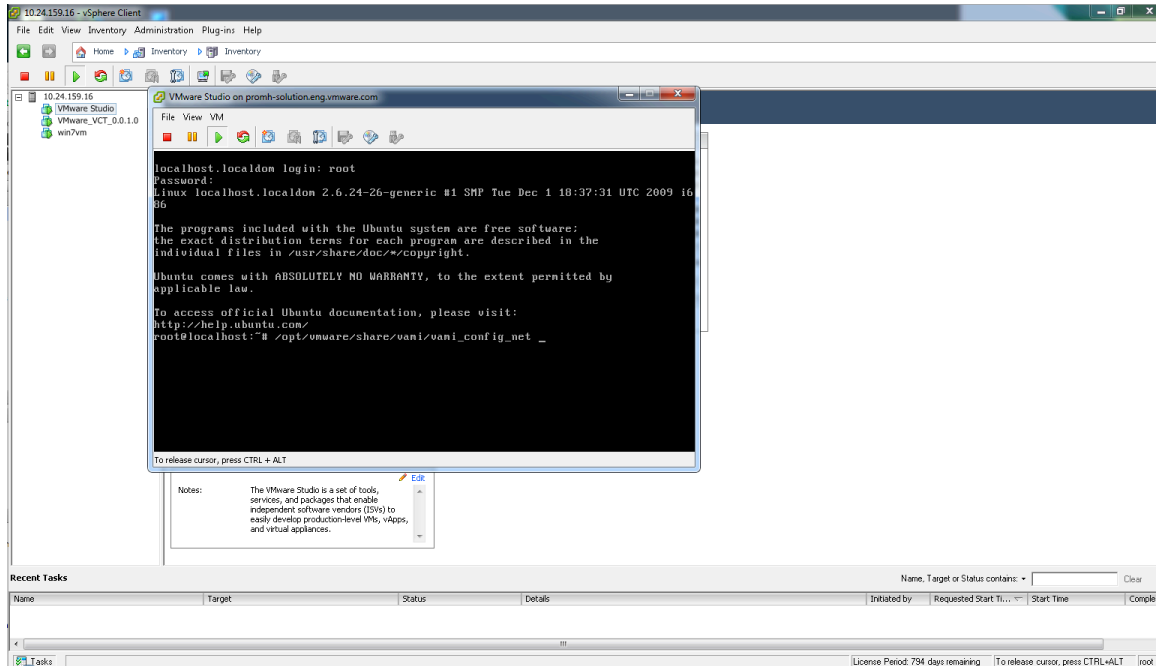 10.24.159.16 - vSphere Client
File Edit View Inventory Administration Plug-ins Help
Home Inventory Inventory
10.24.159.16
VMware Studio
VMware_VCT_0.0.1.0
win7vm
VMware Studio on promh-solution.eng.vmware.com
File View VM
localhost.localdom login: root
Password:
Linux localhost.localdom 2.6.24-26-generic #1 SMP Tue Dec 1 18:37:31 UTC 2009 i6
86
The programs included with the Ubuntu system are free software;
the exact distribution terms for each program are described in the
individual files in /usr/share/doc/*/copyright.
Ubuntu comes with ABSOLUTELY NO WARRANTY, to the extent permitted by
applicable law.
To access official Ubuntu documentation, please visit:
http://help.ubuntu.com/
root@localhost:~# /opt/vmware/share/vami/vami_config_net _
To release cursor, press CTRL + ALT
Edit
Notes: The VMware Studio is a set of tools,
services, and packages that enable
independent software vendors (ISVs) to
easily develop production-level VMs, vApps,
and virtual appliances.
Recent Tasks
Name, Target or Status contains: Clear
Name Target Status Details Initiated by Requested Start Ti... Start Time Comple
Tasks
License Period: 794 days remaining To release cursor, press CTRL+ALT root